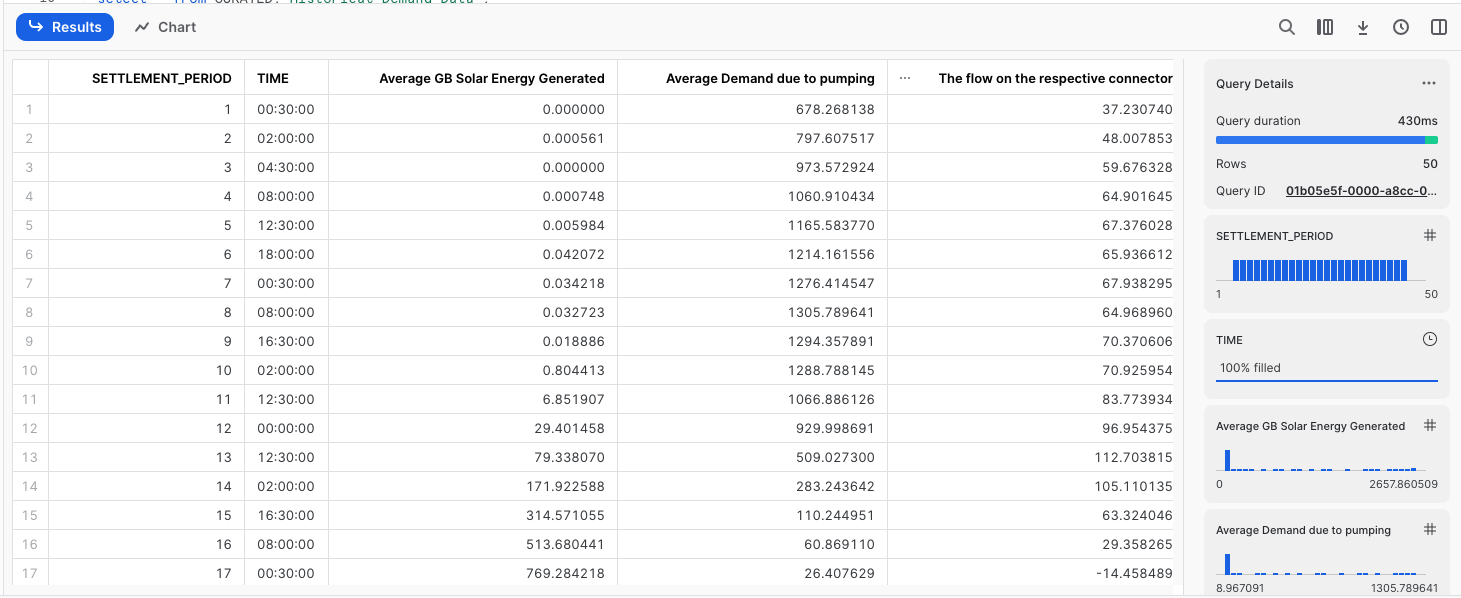 select * from CURATED."Historical Demand Data";
Results
Chart
SETTLEMENT_PERIOD TIME Average GB Solar Energy Generated Average Demand due to pumping ... The flow on the respective connector
1 1 00:30:00 0.000000 678.268138 37.230740
2 2 02:00:00 0.000561 797.607517 48.007853
3 3 04:30:00 0.000000 973.572924 59.676328
4 4 08:00:00 0.000748 1060.910434 64.901645
5 5 12:30:00 0.005984 1165.583770 67.376028
6 6 18:00:00 0.042072 1214.161556 65.936612
7 7 00:30:00 0.034218 1276.414547 67.938295
8 8 08:00:00 0.032723 1305.789641 64.968960
9 9 16:30:00 0.018886 1294.357891 70.370606
10 10 02:00:00 0.804413 1288.788145 70.925954
11 11 12:30:00 6.851907 1066.886126 83.773934
12 12 00:00:00 29.401458 929.998691 96.954375
13 13 12:30:00 79.338070 509.027300 112.703815
14 14 02:00:00 171.922588 283.243642 105.110135
15 15 16:30:00 314.571055 110.244951 63.324046
16 16 08:00:00 513.680441 60.869110 29.358265
17 17 00:30:00 769.284218 26.407629 -14.458489
Query Details ...
Query duration 430ms
Rows 50
Query ID 01b05e5f-0000-a8cc-0...
SETTLEMENT_PERIOD #
1 50
TIME
100% filled
Average GB Solar Energy Generated #
0 2657.860509
Average Demand due to pumping #
8.967091 1305.789641